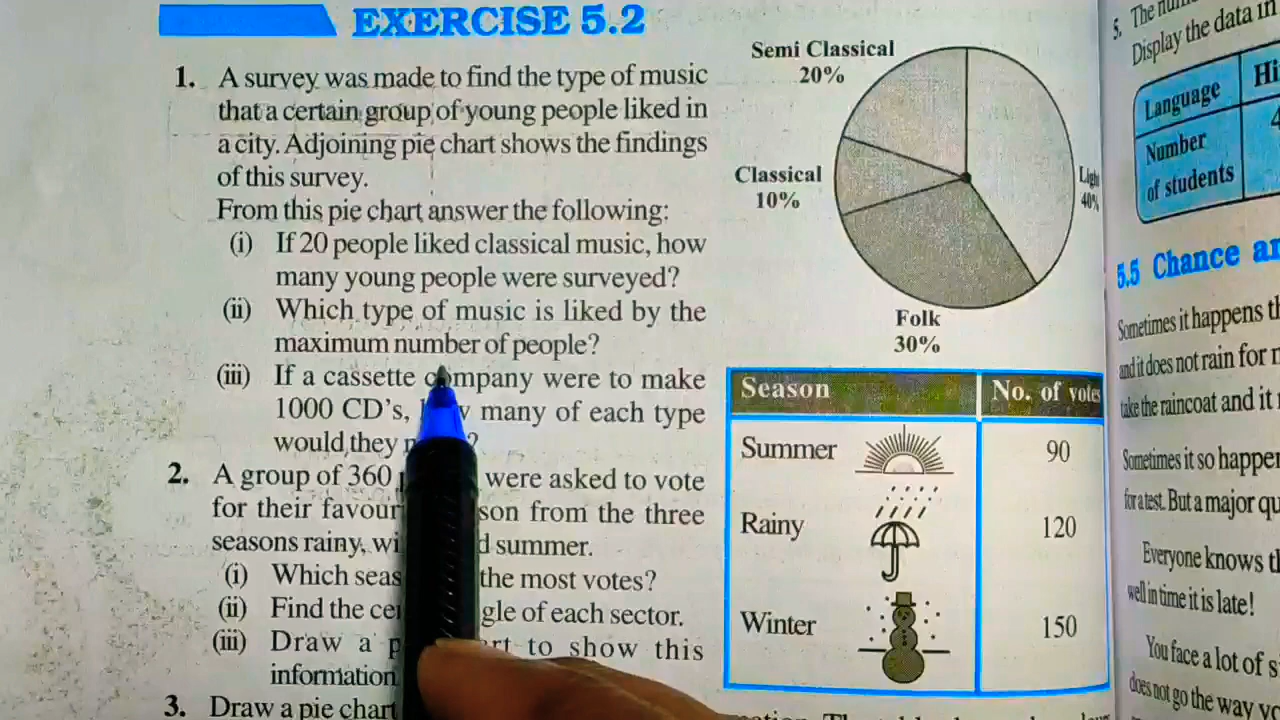 EXERCISE 5.2
1. A survey was made to find the type of music
that a certain group of young people liked in
a city. Adjoining pie chart shows the findings
of this survey.
From this pie chart answer the following:
(i) If 20 people liked classical music, how
many young people were surveyed?
(ii) Which type of music is liked by the
maximum number of people?
(iii) If a cassette company were to make
1000 CD's, many of each type
would they ?
2. A group of 360 were asked to vote
for their from the three
seasons rainy, summer.
(i) Which the most votes?
(ii) Find the of each sector.
(iii) Draw a to show this
information
3. Draw a pie chart
Semi Classical
20%
Classical
10%
Light
40%
Folk
30%
Season No. of votes
Summer 90
Rainy 120
Winter 150
5. The
Display the data in
Language
Number
of students
5.5 Chance
Sometimes it happens
and it does not rain for
take the raincoat and it
Sometimes it so
for a test. But a major
Everyone knows
well in time it is late!
You face a lot of
does not go the way